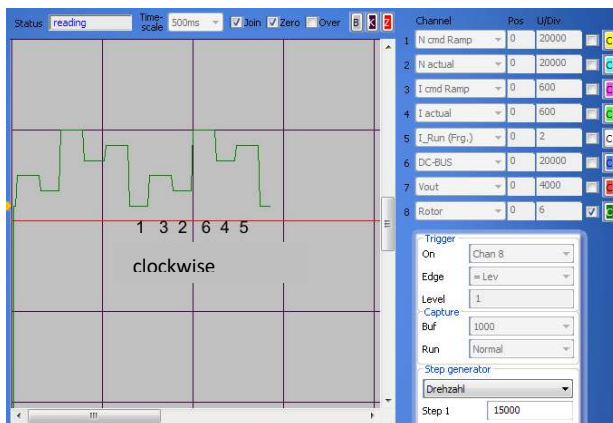 Status reading Time-scale 500ms Join Zero Over B X Z
Channel Pos U/Div
1 N cmd Ramp 0 20000 C
2 N actual 0 20000 C
3 I cmd Ramp 0 600 C
4 I actual 0 600 C
5 I_Run (Frg.) 0 2 C
6 DC-BUS 0 20000
7 Vout 0 4000
8 Rotor 0 6
1 3 2 6 4 5
clockwise
Trigger
On Chan 8
Edge = Lev
Level 1
Capture
Buf 1000
Run Normal
Step generator
Drehzahl
Step 1 15000